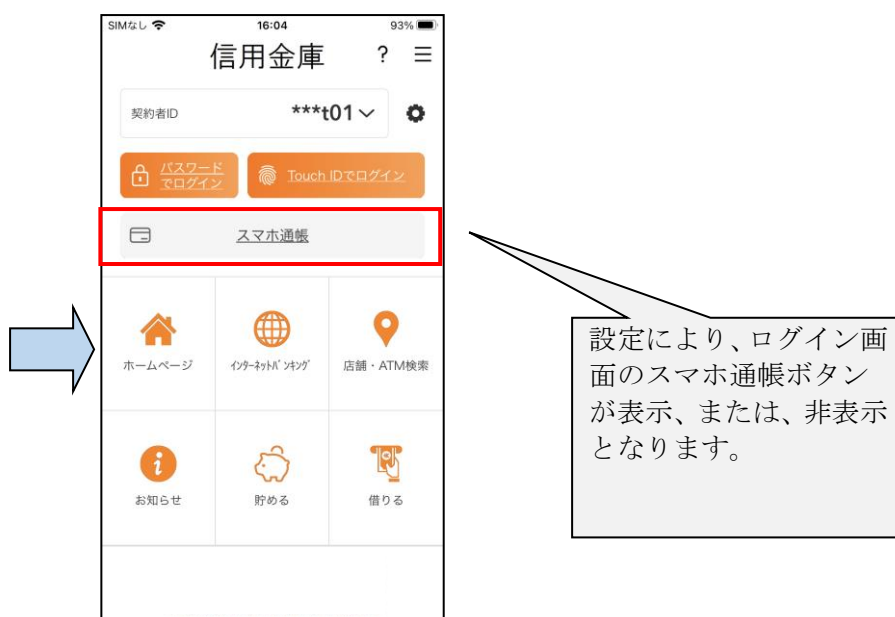 SIMなし 16:04 93%
信用金庫 ? ☰
契約者ID ***t01
パスワード
でログイン
Touch IDでログイン
スマホ通帳
ホームページ ｲﾝﾀｰﾈｯﾄﾊﾞﾝｷﾝｸﾞ 店舗・ATM検索
お知らせ 貯める 借りる
設定により、ログイン画
面のスマホ通帳ボタン
が表示、または、非表示
となります。